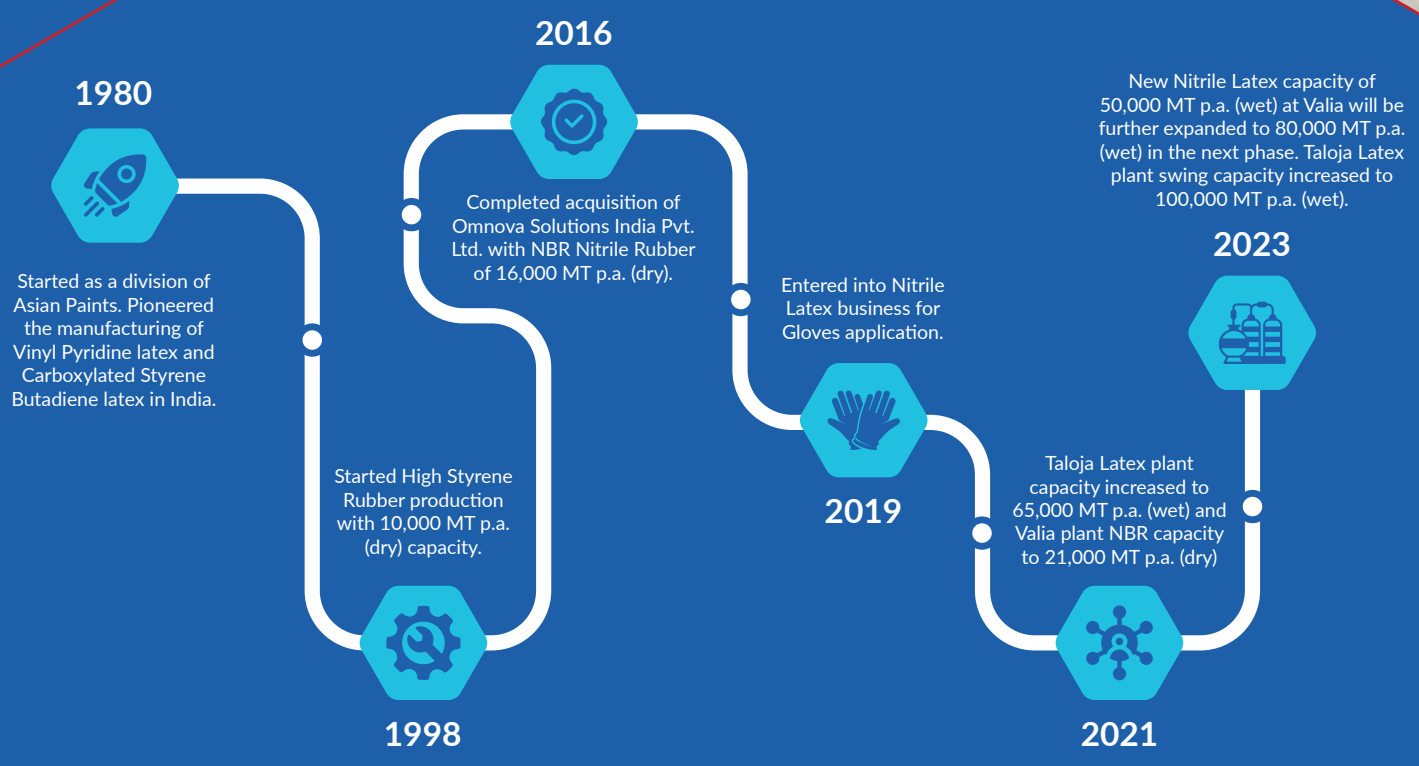 1980
Started as a division of
Asian Paints. Pioneered
the manufacturing of
Vinyl Pyridine latex and
Carboxylated Styrene
Butadiene latex in India.
Started High Styrene
Rubber production
with 10,000 MT p.a.
(dry) capacity.
1998
2016
Completed acquisition of
Omnova Solutions India Pvt.
Ltd. with NBR Nitrile Rubber
of 16,000 MT p.a. (dry).
Entered into Nitrile
Latex business for
Gloves application.
2019
Taloja Latex plant
capacity increased to
65,000 MT p.a. (wet) and
Valia plant NBR capacity
to 21,000 MT p.a. (dry)
2021
New Nitrile Latex capacity of
50,000 MT p.a. (wet) at Valia will be
further expanded to 80,000 MT p.a.
(wet) in the next phase. Taloja Latex
plant swing capacity increased to
100,000 MT p.a. (wet).
2023